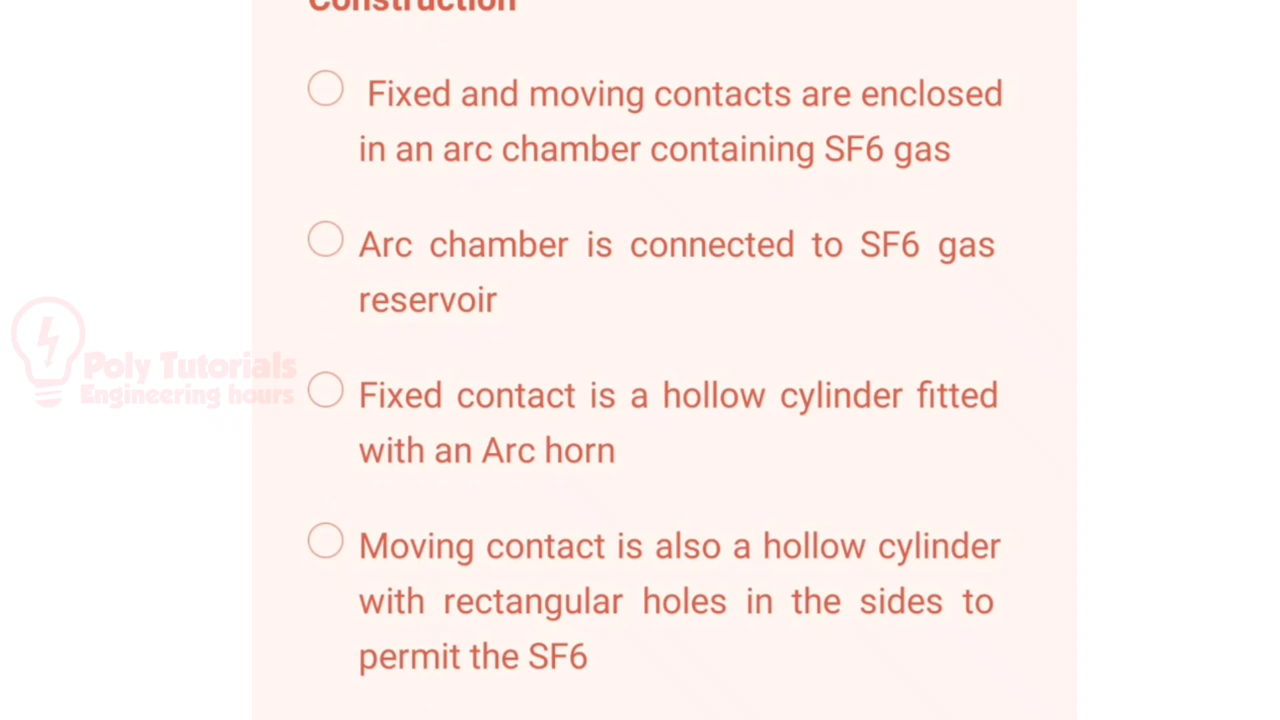 Construction
Fixed and moving contacts are enclosed
in an arc chamber containing SF6 gas
Arc chamber is connected to SF6 gas
reservoir
Poly Tutorials
Engineering hours
Fixed contact is a hollow cylinder fitted
with an Arc horn
Moving contact is also a hollow cylinder
with rectangular holes in the sides to
permit the SF6